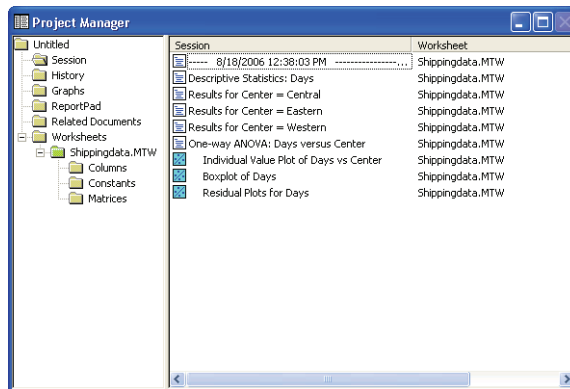 Project Manager
Untitled
Session
History
Graphs
ReportPad
Related Documents
Worksheets
Shippingdata.MTW
Columns
Constants
Matrices
Session Worksheet
----- 8/18/2006 12:38:03 PM ---------------... Shippingdata.MTW
Descriptive Statistics: Days Shippingdata.MTW
Results for Center = Central Shippingdata.MTW
Results for Center = Eastern Shippingdata.MTW
Results for Center = Western Shippingdata.MTW
One-way ANOVA: Days versus Center Shippingdata.MTW
Individual Value Plot of Days vs Center Shippingdata.MTW
Boxplot of Days Shippingdata.MTW
Residual Plots for Days Shippingdata.MTW